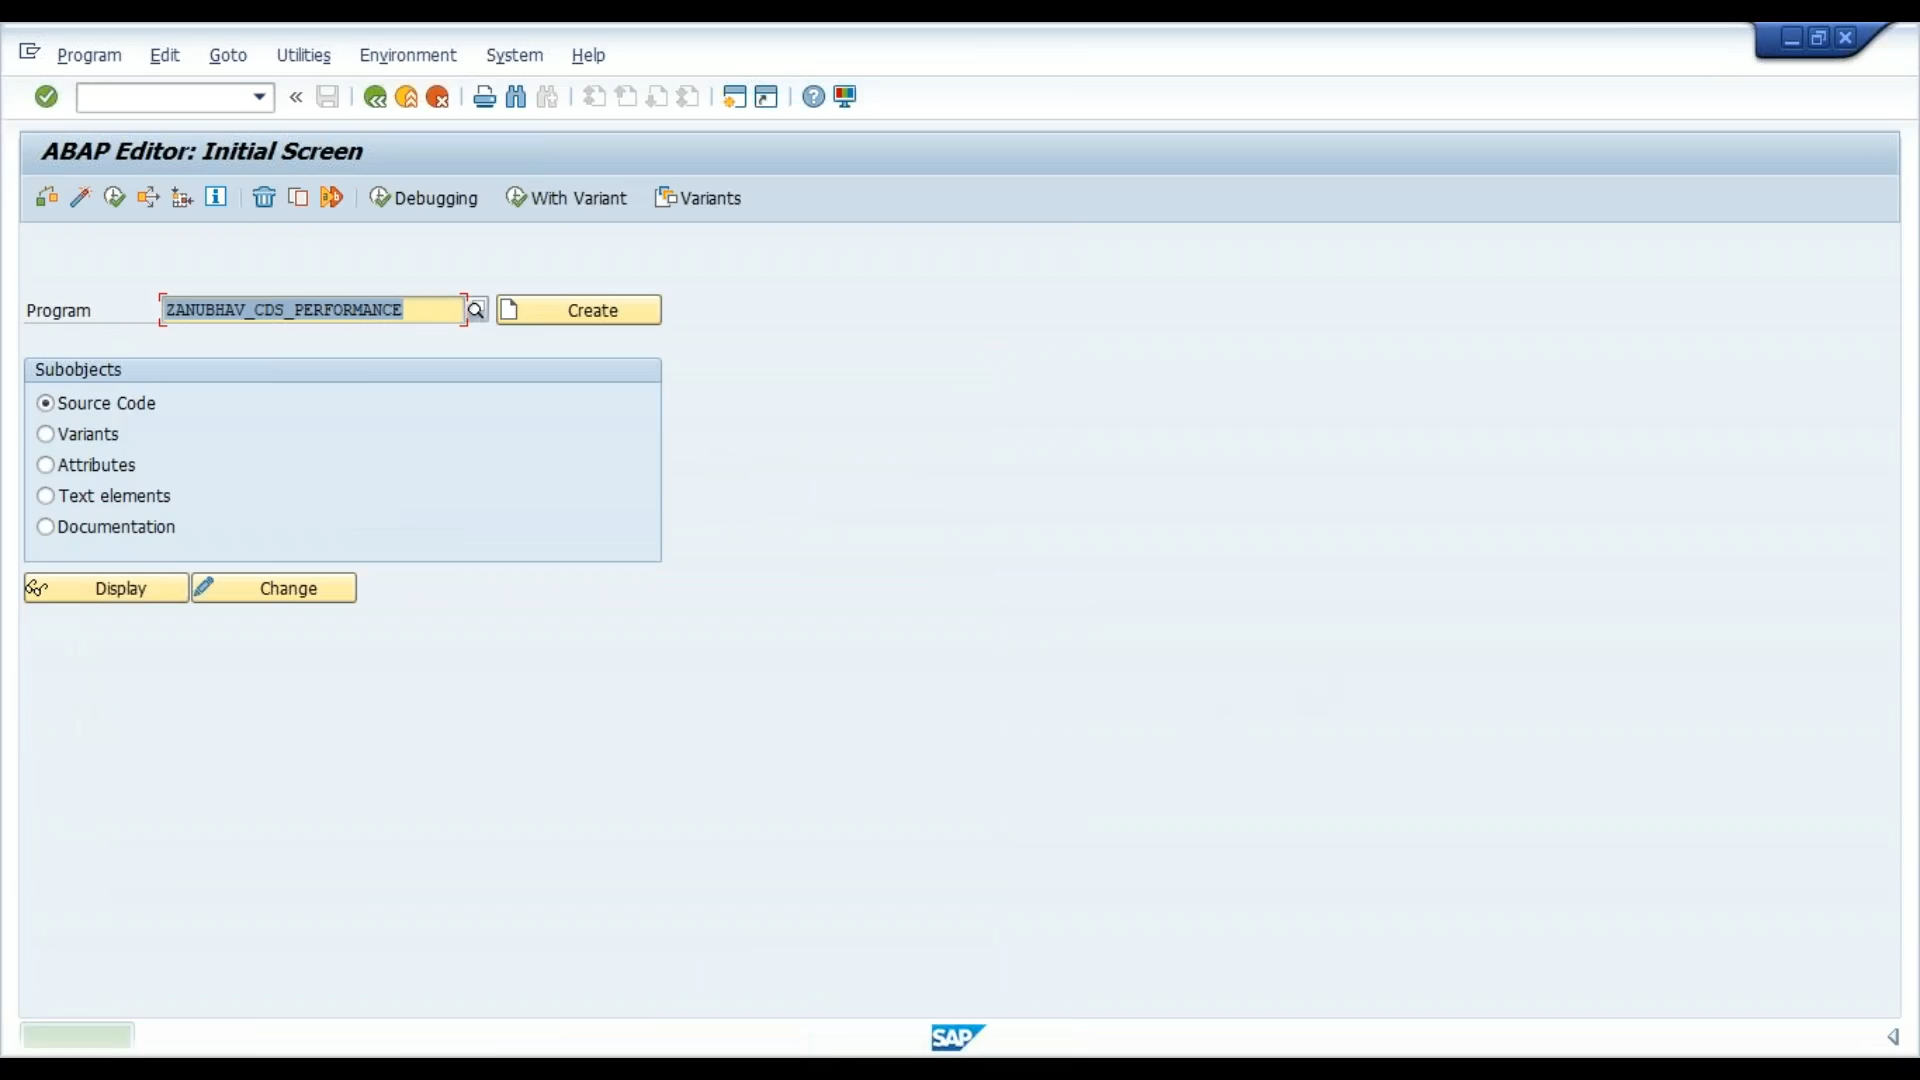 Program Edit Goto Utilities Environment System Help
ABAP Editor: Initial Screen
Debugging With Variant Variants
Program ZANUBHAV_CDS_PERFORMANCE Create
Subobjects
Source Code
Variants
Attributes
Text elements
Documentation
Display Change
SAP